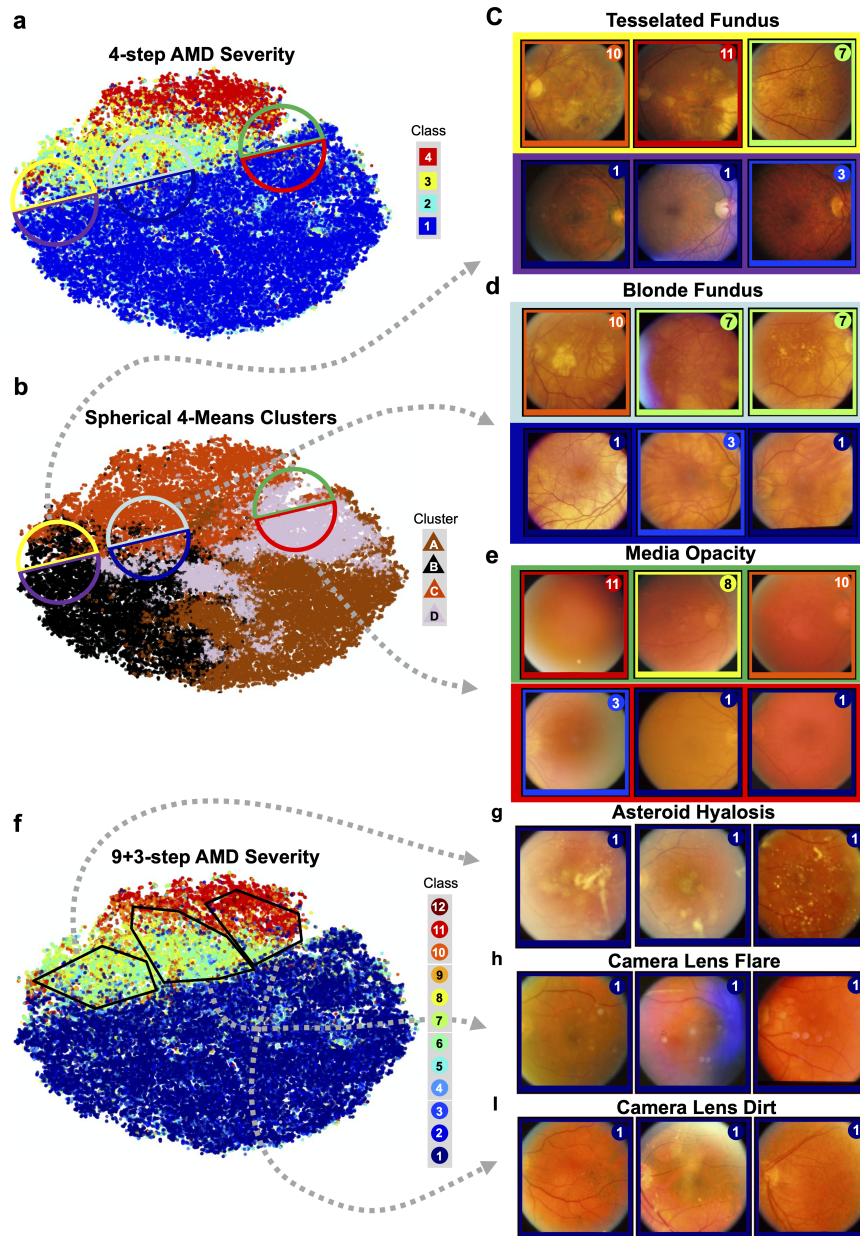 a
4-step AMD Severity
Class
4
3
2
1
b
Spherical 4-Means Clusters
Cluster
A
B
C
D
f
9+3-step AMD Severity
Class
12
11
10
9
8
7
6
5
4
3
2
1
C
Tesselated Fundus
10 11 7
1 1 3
d
Blonde Fundus
10 7 7
1 3 1
e
Media Opacity
11 8 10
3 1 1
g
Asteroid Hyalosis
1 1 1
h
Camera Lens Flare
1 1 1
I
Camera Lens Dirt
1 1 1